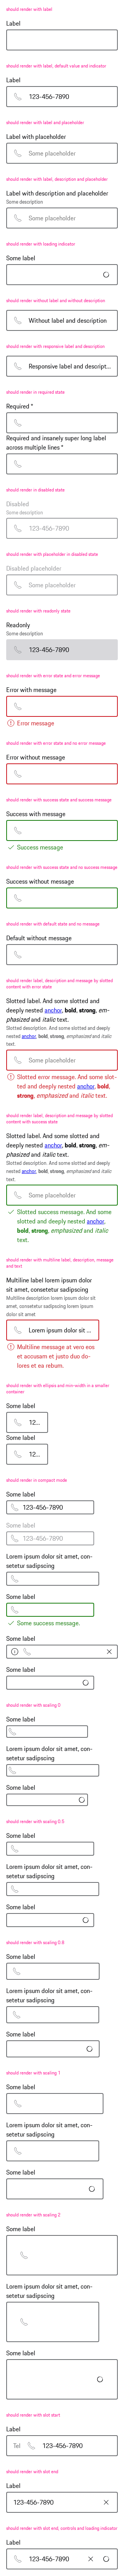 should render with label
Label
should render with label, default value and indicator
Label
123-456-7890
should render with label and placeholder
Label with placeholder
Some placeholder
should render with label, description and placeholder
Label with description and placeholder
Some description
Some placeholder
should render with loading indicator
Some label
should render without label and without description
Without label and description
should render with responsive label and description
Responsive label and descript...
should render in required state
Required *
Required and insanely super long label
across multiple lines *
should render in disabled state
Disabled
Some description
123-456-7890
should render with placeholder in disabled state
Disabled placeholder
Some placeholder
should render with readonly state
Readonly
Some description
123-456-7890
should render with error state and error message
Error with message
Error message
should render with error state and no error message
Error without message
should render with success state and success message
Success with message
Success message
should render with success state and no success message
Success without message
should render with default state and no message
Default without message
should render label, description and message by slotted
content with error state
Slotted label. And some slotted and
deeply nested anchor, bold, strong, em-
phasized and italic text.
Slotted description. And some slotted and deeply
nested anchor, bold, strong, emphasized and italic
text.
Some placeholder
Slotted error message. And some slot-
ted and deeply nested anchor, bold,
strong, emphasized and italic text.
should render label, description and message by slotted
content with success state
Slotted label. And some slotted and
deeply nested anchor, bold, strong, em-
phasized and italic text.
Slotted description. And some slotted and deeply
nested anchor, bold, strong, emphasized and italic
text.
Some placeholder
Slotted success message. And some
slotted and deeply nested anchor,
bold, strong, emphasized and italic
text.
should render with multiline label, description, message
and text
Multiline label lorem ipsum dolor
sit amet, consetetur sadipscing
Multiline description lorem ipsum dolor sit
amet, consetetur sadipscing lorem ipsum
dolor sit amet
Lorem ipsum dolor sit ...
Multiline message at vero eos
et accusam et justo duo do-
lores et ea rebum.
should render with ellipsis and min-width in a smaller
container
Some label
12...
Some label
12...
should render in compact mode
Some label
123-456-7890
Some label
123-456-7890
Lorem ipsum dolor sit amet, con-
setetur sadipscing
Some label
Some success message.
Some label
Some label
should render with scaling 0
Some label
Lorem ipsum dolor sit amet, con-
setetur sadipscing
Some label
should render with scaling 0.5
Some label
Lorem ipsum dolor sit amet, con-
setetur sadipscing
Some label
should render with scaling 0.8
Some label
Lorem ipsum dolor sit amet, con-
setetur sadipscing
Some label
should render with scaling 1
Some label
Lorem ipsum dolor sit amet, con-
setetur sadipscing
Some label
should render with scaling 2
Some label
Lorem ipsum dolor sit amet, con-
setetur sadipscing
Some label
should render with slot start
Label
Tel 123-456-7890
should render with slot end
Label
123-456-7890
should render with slot end, controls and loading indicator
Label
123-456-7890